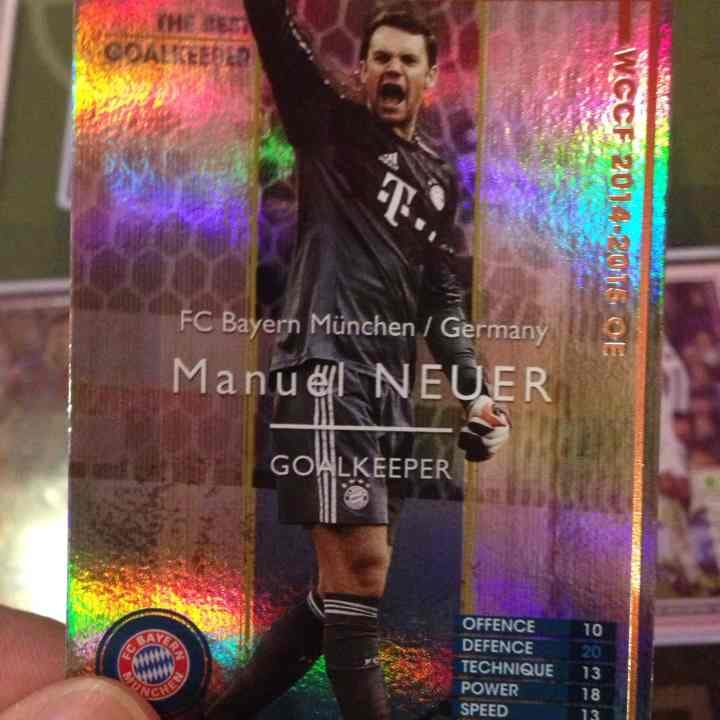 THE BEST
GOALKEEPER
WCCF 2014-2015 OE
T
FC Bayern München / Germany
Manuel NEUER
GOALKEEPER
FC BAYERN
MÜNCHEN
OFFENCE 10
DEFENCE 20
TECHNIQUE 13
POWER 18
SPEED 13